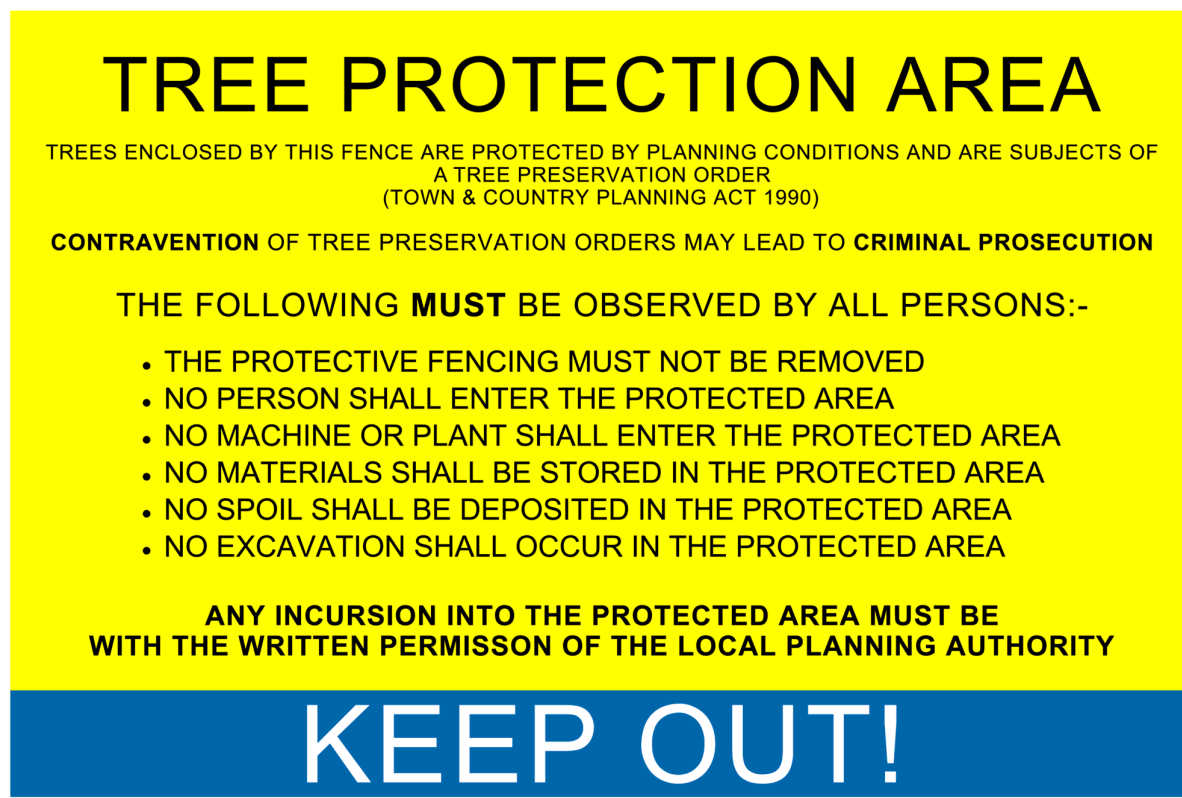 TREE PROTECTION AREA
TREES ENCLOSED BY THIS FENCE ARE PROTECTED BY PLANNING CONDITIONS AND ARE SUBJECTS OF
A TREE PRESERVATION ORDER
(TOWN & COUNTRY PLANNING ACT 1990)
CONTRAVENTION OF TREE PRESERVATION ORDERS MAY LEAD TO CRIMINAL PROSECUTION
THE FOLLOWING MUST BE OBSERVED BY ALL PERSONS:-
• THE PROTECTIVE FENCING MUST NOT BE REMOVED
• NO PERSON SHALL ENTER THE PROTECTED AREA
• NO MACHINE OR PLANT SHALL ENTER THE PROTECTED AREA
• NO MATERIALS SHALL BE STORED IN THE PROTECTED AREA
• NO SPOIL SHALL BE DEPOSITED IN THE PROTECTED AREA
• NO EXCAVATION SHALL OCCUR IN THE PROTECTED AREA
ANY INCURSION INTO THE PROTECTED AREA MUST BE
WITH THE WRITTEN PERMISSON OF THE LOCAL PLANNING AUTHORITY
KEEP OUT!